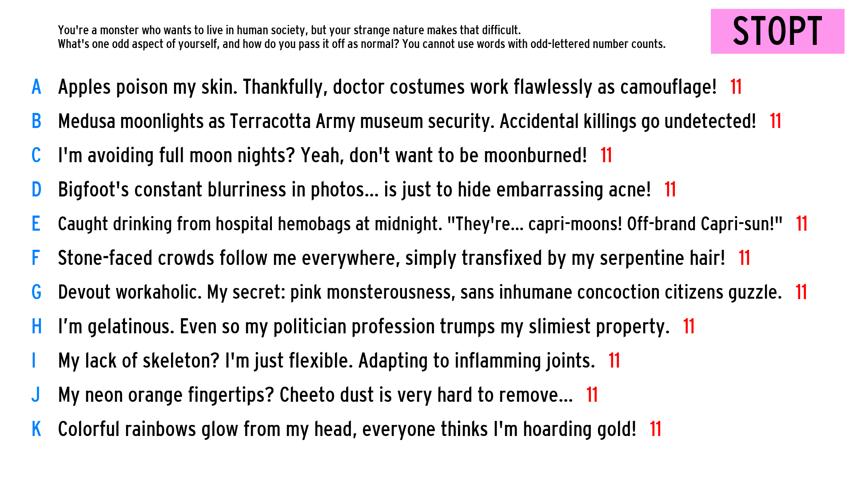 You're a monster who wants to live in human society, but your strange nature makes that difficult.
What's one odd aspect of yourself, and how do you pass it off as normal? You cannot use words with odd-lettered number counts.
STOPT
A Apples poison my skin. Thankfully, doctor costumes work flawlessly as camouflage! 11
B Medusa moonlights as Terracotta Army museum security. Accidental killings go undetected! 11
C I'm avoiding full moon nights? Yeah, don't want to be moonburned! 11
D Bigfoot's constant blurriness in photos... is just to hide embarrassing acne! 11
E Caught drinking from hospital hemobags at midnight. "They're... capri-moons! Off-brand Capri-sun!" 11
F Stone-faced crowds follow me everywhere, simply transfixed by my serpentine hair! 11
G Devout workaholic. My secret: pink monsterousness, sans inhumane concoction citizens guzzle. 11
H I’m gelatinous. Even so my politician profession trumps my slimiest property. 11
I My lack of skeleton? I'm just flexible. Adapting to inflamming joints. 11
J My neon orange fingertips? Cheeto dust is very hard to remove... 11
K Colorful rainbows glow from my head, everyone thinks I'm hoarding gold! 11